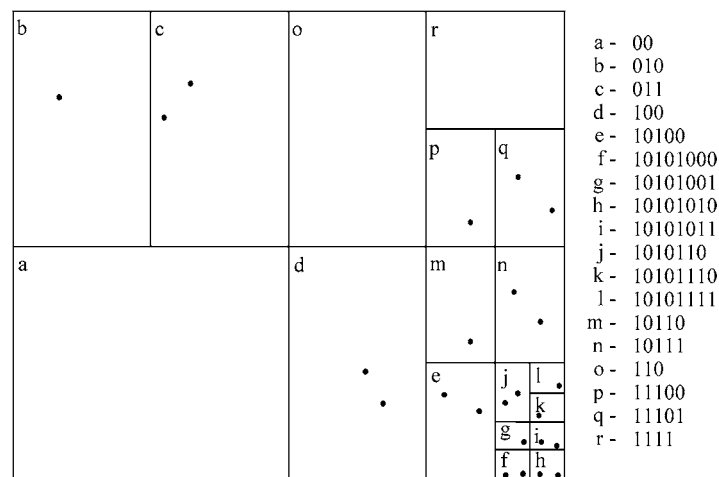 b
c
o
r
p
q
a
d
m
n
e
j
l
k
g
i
f
h
a - 00
b - 010
c - 011
d - 100
e - 10100
f - 10101000
g - 10101001
h - 10101010
i - 10101011
j - 1010110
k - 10101110
l - 10101111
m - 10110
n - 10111
o - 110
p - 11100
q - 11101
r - 1111